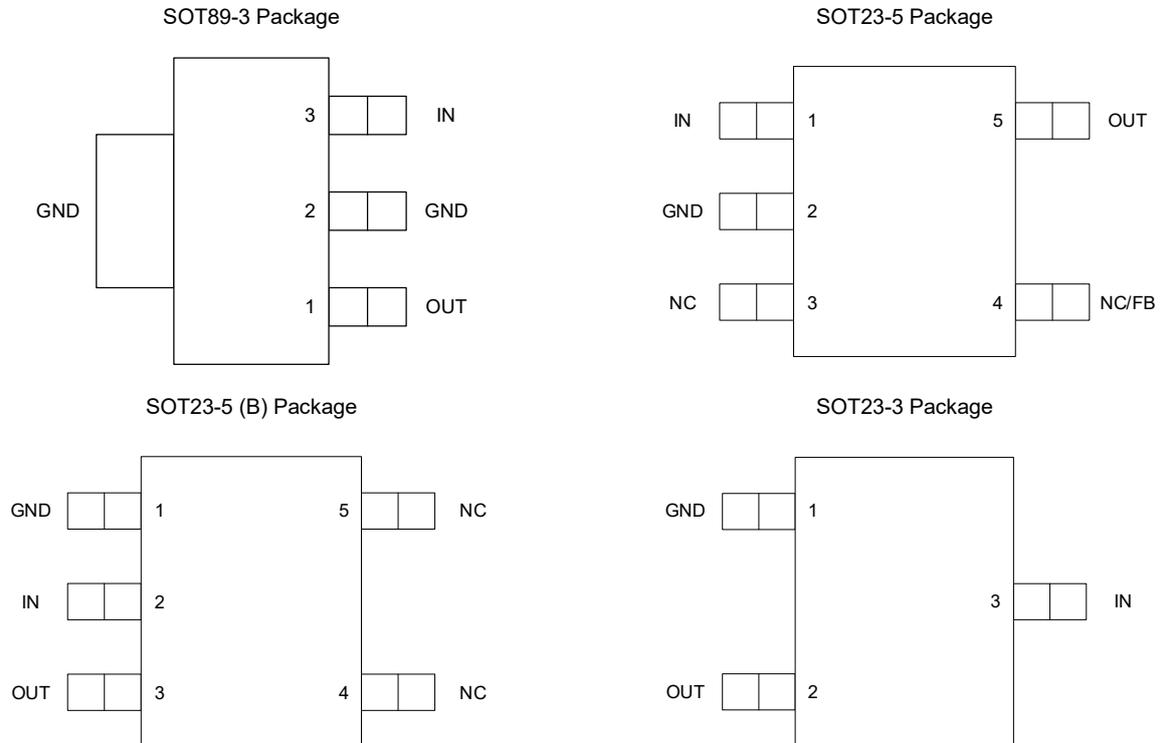 SOT89-3 Package
3 IN
GND
2 GND
1 OUT
SOT23-5 Package
IN 1 5 OUT
GND 2
NC 3 4 NC/FB
SOT23-5 (B) Package
GND 1 5 NC
IN 2
OUT 3 4 NC
SOT23-3 Package
GND 1
3 IN
OUT 2